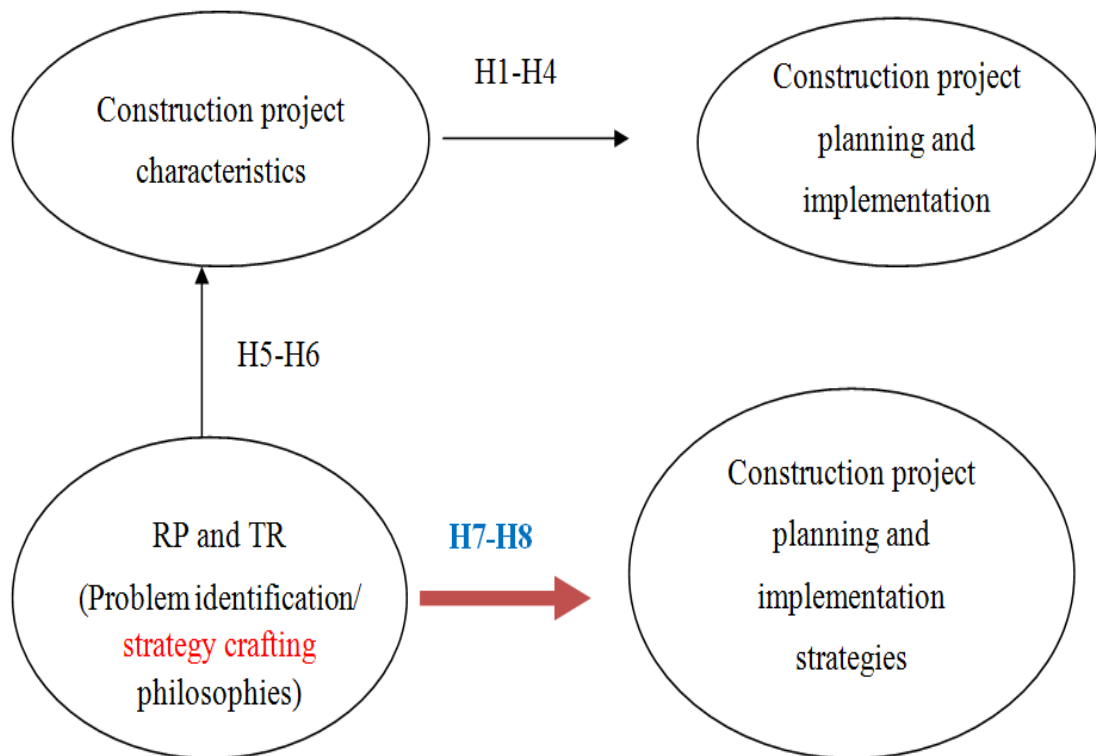 Construction project
characteristics
H1-H4
Construction project
planning and
implementation
H5-H6
RP and TR
(Problem identification/
strategy crafting
philosophies)
H7-H8
Construction project
planning and
implementation
strategies